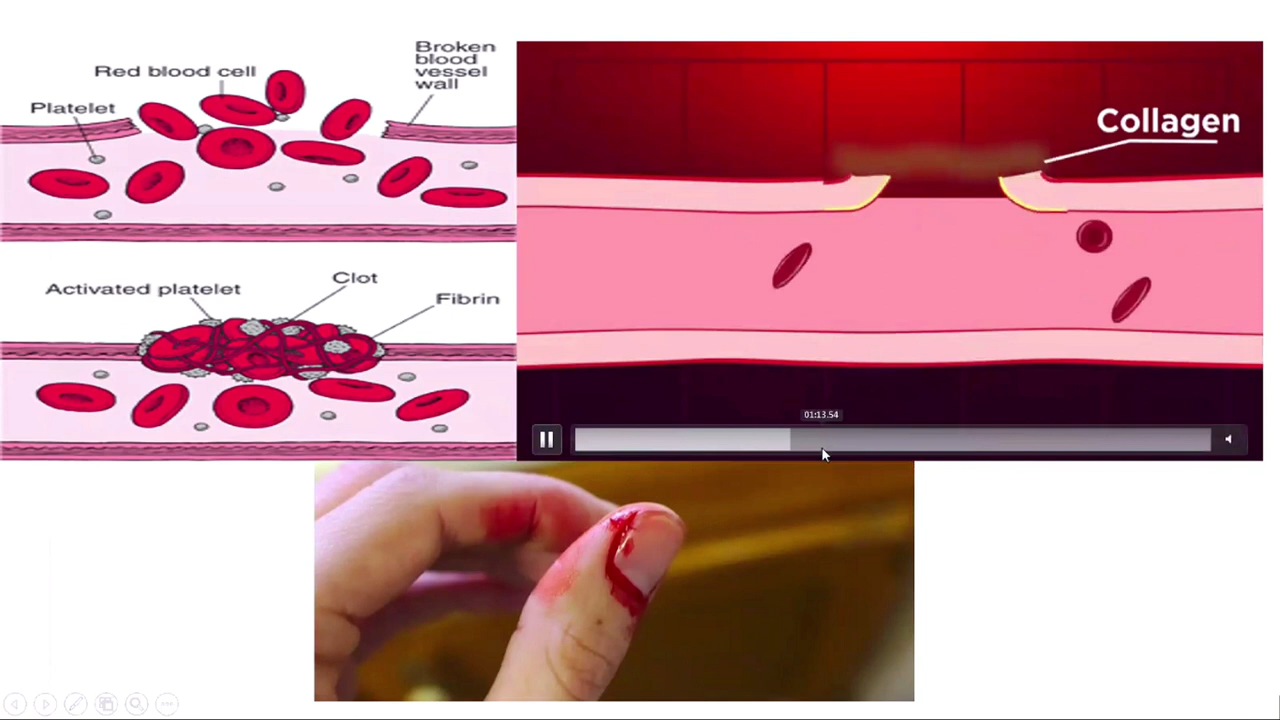 Broken
blood
vessel
wall
Red blood cell
Platelet
Collagen
Clot
Activated platelet
Fibrin
01:13.54